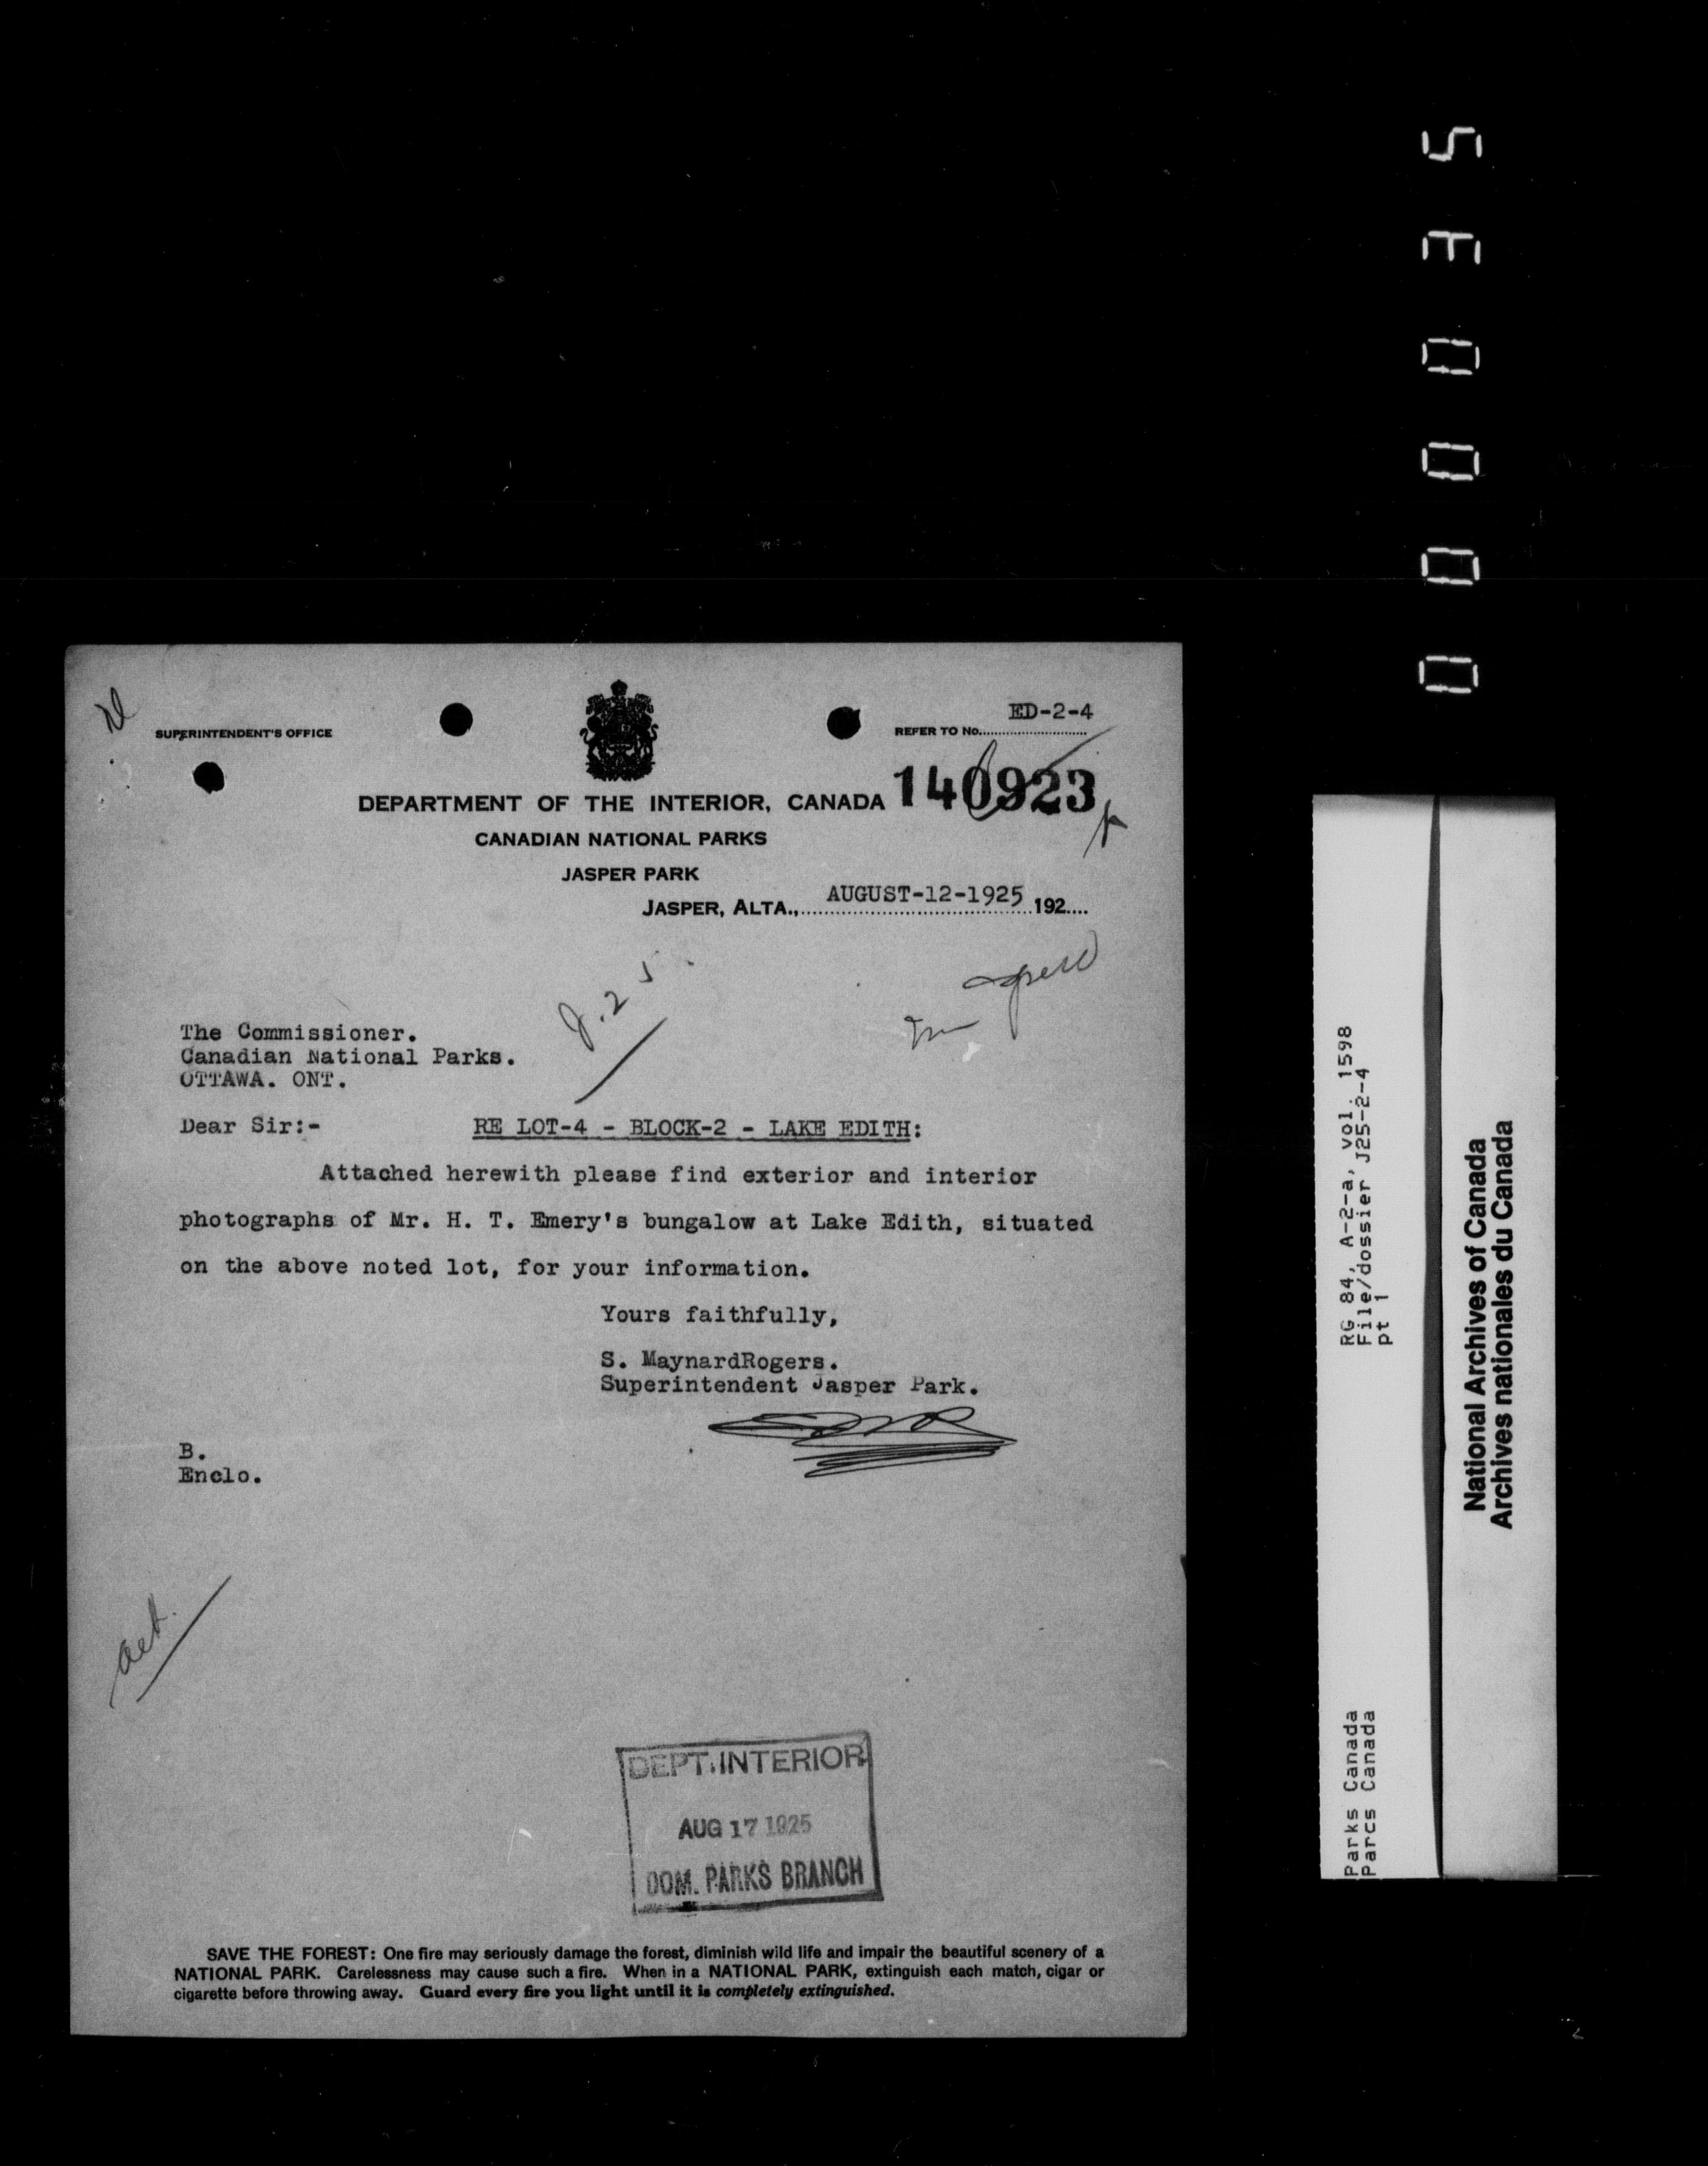 SUPERINTENDENT'S OFFICE
ED-2-4
REFER TO No.
140923
DEPARTMENT OF THE INTERIOR, CANADA
CANADIAN NATIONAL PARKS
JASPER PARK
JASPER, ALTA., AUGUST-12-1925 192
J.25
The Commissioner.
Canadian National Parks.
OTTAWA. ONT.
Dear Sir:- RE LOT-4 - BLOCK-2 - LAKE EDITH:
Attached herewith please find exterior and interior
photographs of Mr. H. T. Emery's bungalow at Lake Edith, situated
on the above noted lot, for your information.
Yours faithfully,
S. MaynardRogers.
Superintendent Jasper Park.
B.
Enclo.
DEPT. INTERIOR
AUG 17 1925
DOM. PARKS BRANCH
SAVE THE FOREST: One fire may seriously damage the forest, diminish wild life and impair the beautiful scenery of a
NATIONAL PARK. Carelessness may cause such a fire. When in a NATIONAL PARK, extinguish each match, cigar or
cigarette before throwing away. Guard every fire you light until it is completely extinguished.
000035
RG 84, A-2-a, vol. 1598
File/dossier J25-2-4
pt 1
Parks Canada
Parcs Canada
National Archives of Canada
Archives nationales du Canada